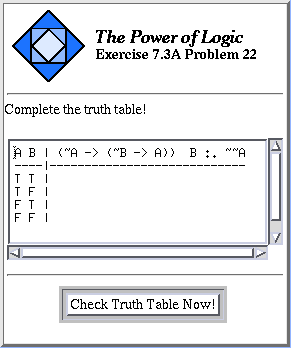 The Power of Logic
Exercise 7.3A Problem 22
Complete the truth table!
A B | (~A -> (~B -> A))  B :. ~~A
----|---------------------------
T T |
T F |
F T |
F F |
Check Truth Table Now!